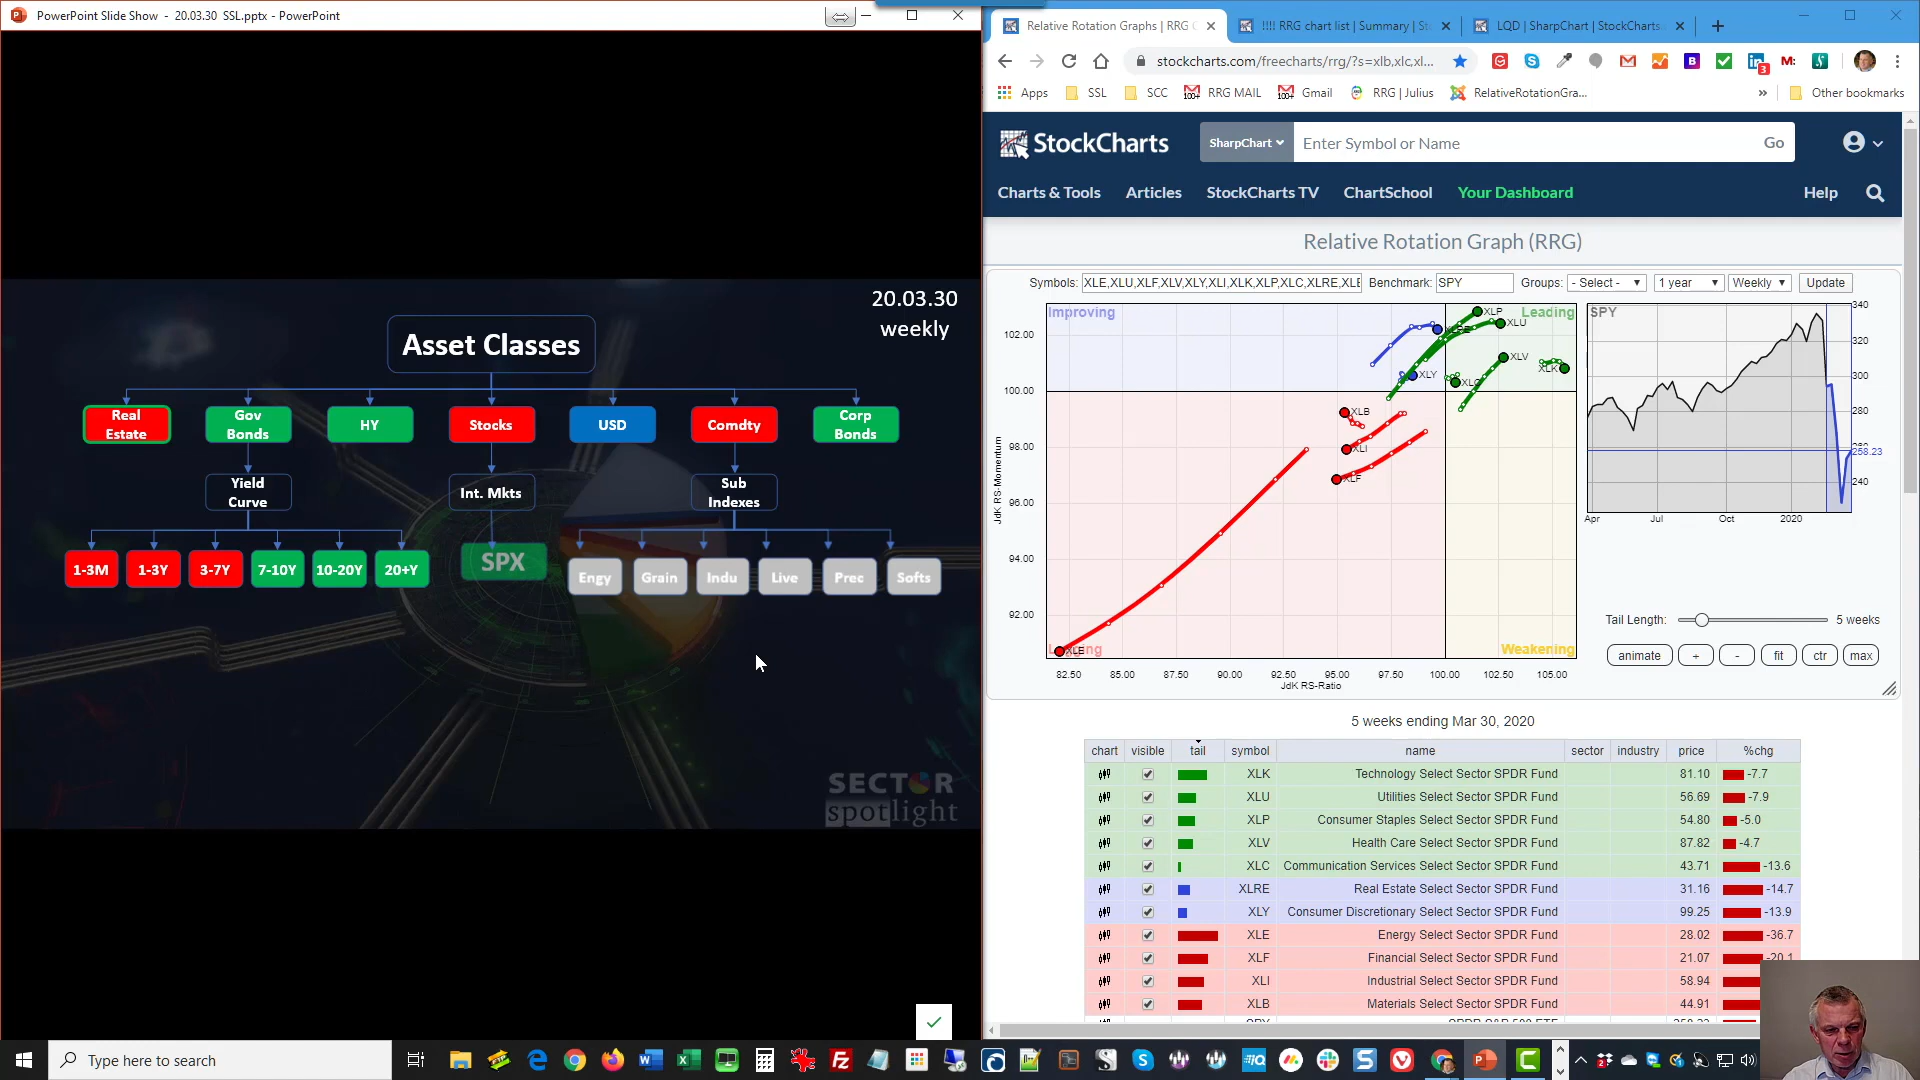 PowerPoint Slide Show - 20.03.30 SSL.pptx - PowerPoint
20.03.30
weekly
Asset Classes
Real Estate
Gov Bonds
HY
Stocks
USD
Comdty
Corp Bonds
Yield Curve
Int. Mkts
Sub Indexes
1-3M
1-3Y
3-7Y
7-10Y
10-20Y
20+Y
SPX
Engy
Grain
Indu
Live
Prec
Softs
SECTOR
spotlight
Type here to search
Relative Rotation Graphs | RRG
!!!! RRG chart list | Summary |
LQD | SharpChart | StockCharts
stockcharts.com/freecharts/rrg/?s=xlb,xlc,xl...
Apps SSL SCC RRG MAIL Gmail RRG | Julius RelativeRotationGra... » Other bookmarks
StockCharts
SharpChart
Enter Symbol or Name
Go
Charts & Tools Articles StockCharts TV ChartSchool Your Dashboard Help
Relative Rotation Graph (RRG)
Symbols: XLE,XLU,XLF,XLV,XLY,XLI,XLK,XLP,XLC,XLRE,XLB Benchmark: SPY Groups: - Select - 1 year Weekly Update
Improving
Leading
Weakening
XLP
XLU
XLV
XLK
XLY
XLC
XLB
XLI
XLF
XLE
102.00
100.00
98.00
96.00
94.00
92.00
JdK RS-Momentum
82.50 85.00 87.50 90.00 92.50 95.00 97.50 100.00 102.50 105.00
JdK RS-Ratio
SPY
340
320
300
280
258.23
240
Apr Jul Oct 2020
Tail Length: 5 weeks
animate + - fit ctr max
5 weeks ending Mar 30, 2020
chart visible tail symbol name sector industry price %chg
XLK Technology Select Sector SPDR Fund 81.10 -7.7
XLU Utilities Select Sector SPDR Fund 56.69 -7.9
XLP Consumer Staples Select Sector SPDR Fund 54.80 -5.0
XLV Health Care Select Sector SPDR Fund 87.82 -4.7
XLC Communication Services Select Sector SPDR Fund 43.71 -13.6
XLRE Real Estate Select Sector SPDR Fund 31.16 -14.7
XLY Consumer Discretionary Select Sector SPDR Fund 99.25 -13.9
XLE Energy Select Sector SPDR Fund 28.02 -36.7
XLF Financial Select Sector SPDR Fund 21.07 -20.1
XLI Industrial Select Sector SPDR Fund 58.94
XLB Materials Select Sector SPDR Fund 44.91